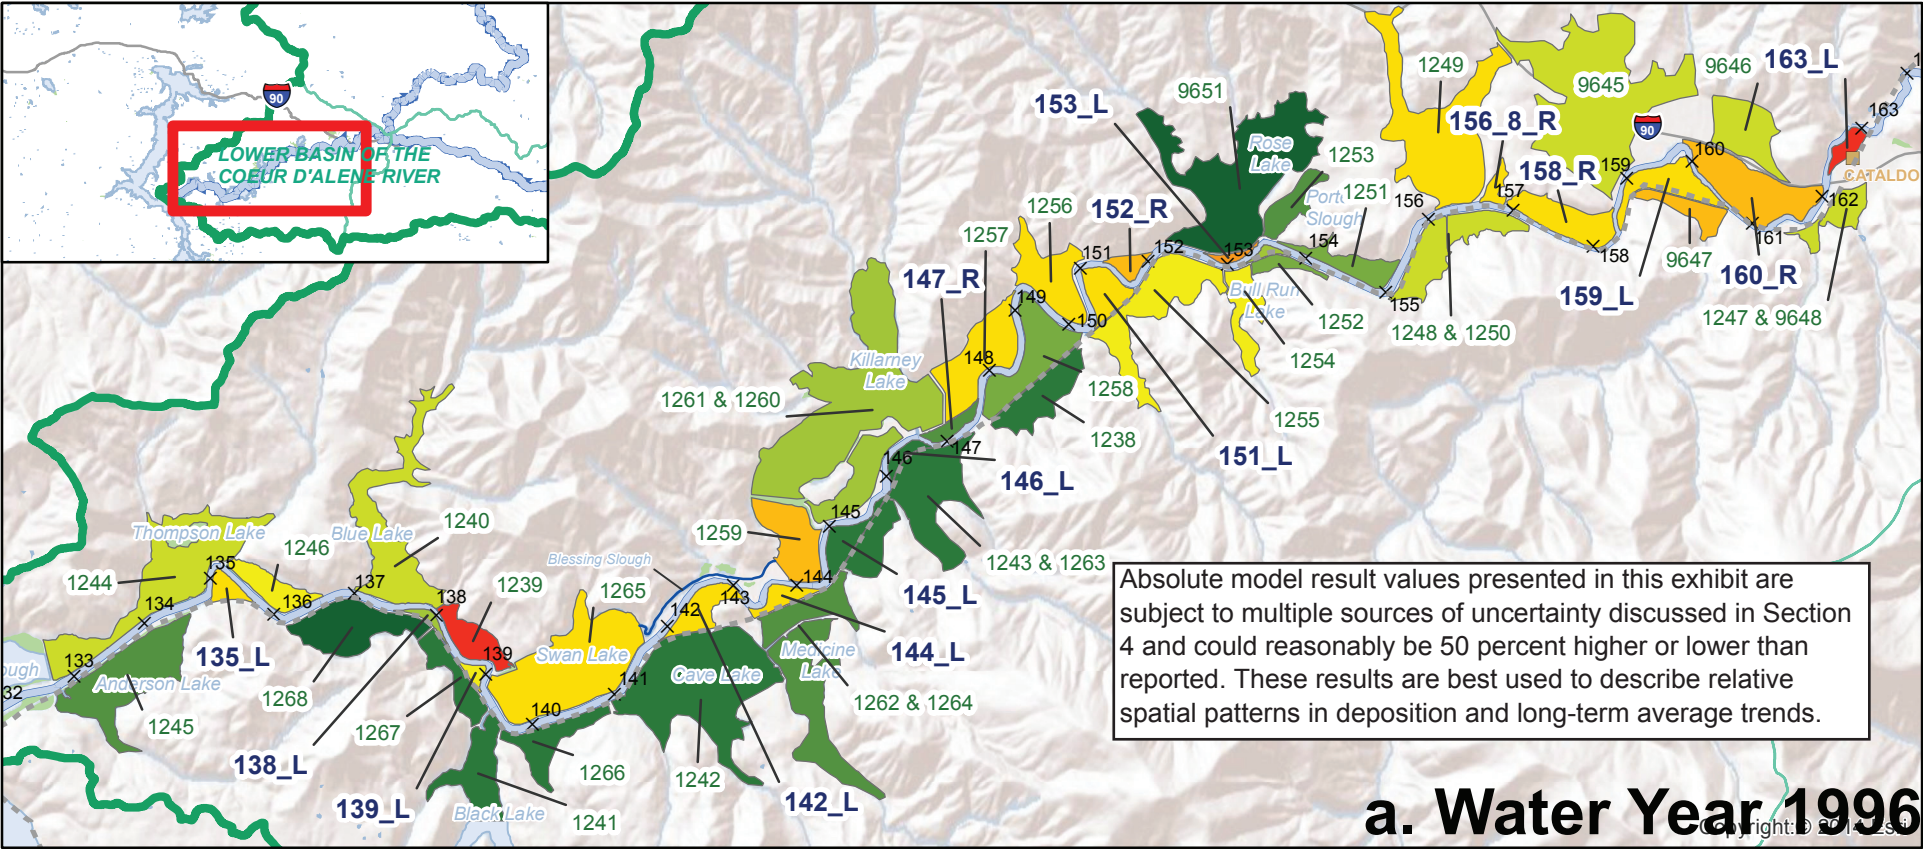 90
LOWER BASIN OF THE
COEUR D'ALENE RIVER
153_L
9651
1249
9645
9646
163_L
163
156_8_R
90
160
CATALDO
Rose
Lake
1253
1251
Slough
158_R
159
157
156
162
1256
1257
152_R
151
152
153
154
158
161
9647
160_R
159_L
147_R
149
150
Bull Run
Lake
155
1252
1248 & 1250
1247 & 9648
1254
148
Killarney
Lake
1258
1255
1261 & 1260
1238
147
151_L
146
146_L
145
1259
1243 & 1263
Thompson Lake
Blue Lake
1240
1246
Blessing Slough
135
1244
137
1239
1265
144
145_L
143
138
134
136
142
144_L
135_L
139
Swan Lake
Medicine
Lake
133
Anderson Lake
Cave Lake
ough
32
141
1268
1245
140
1267
1262 & 1264
138_L
1266
1242
139_L
Black Lake
1241
142_L
Absolute model result values presented in this exhibit are
subject to multiple sources of uncertainty discussed in Section
4 and could reasonably be 50 percent higher or lower than
reported. These results are best used to describe relative
spatial patterns in deposition and long-term average trends.
a. Water Year 1996
Copyright:© 2014 Esri